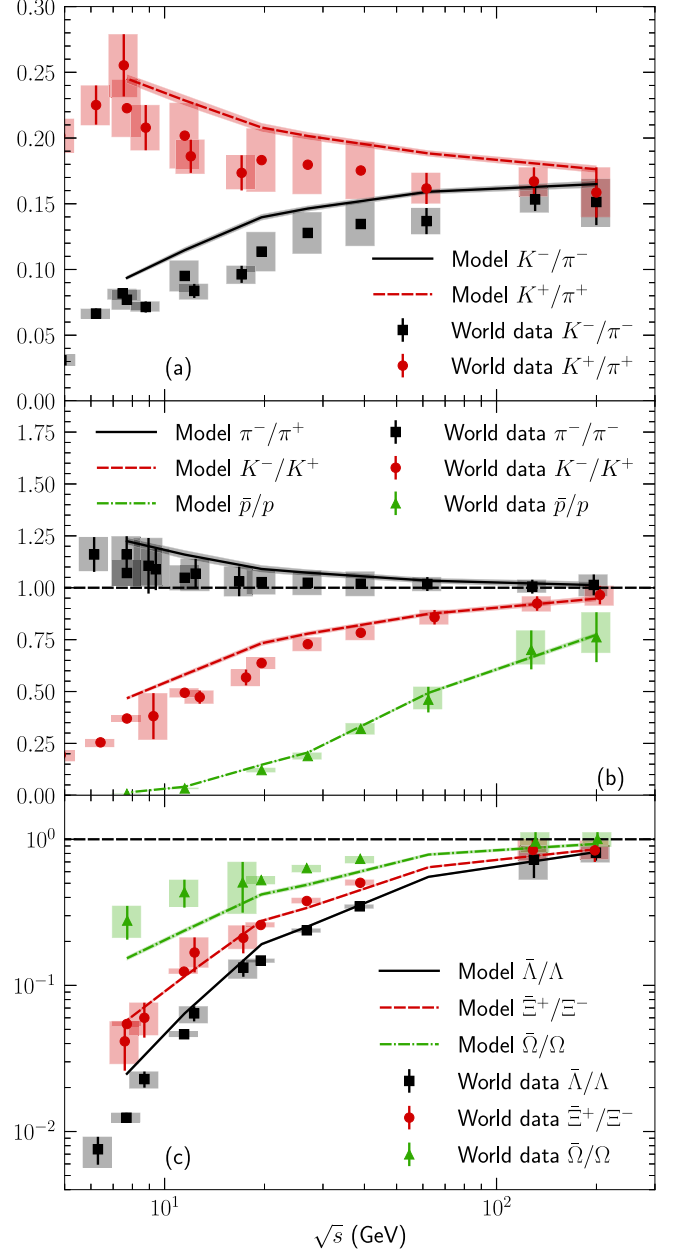 0.30
0.25
0.20
0.15
0.10
0.05
0.00
Model K⁻/π⁻
Model K⁺/π⁺
World data K⁻/π⁻
World data K⁺/π⁺
(a)
1.75
1.50
1.25
1.00
0.75
0.50
0.25
0.00
Model π⁻/π⁺
Model K⁻/K⁺
Model p̄/p
World data π⁻/π⁻
World data K⁻/K⁺
World data p̄/p
(b)
10⁰
10⁻¹
10⁻²
Model Λ̄/Λ
Model Ξ̄⁺/Ξ⁻
Model Ω̄/Ω
World data Λ̄/Λ
World data Ξ̄⁺/Ξ⁻
World data Ω̄/Ω
(c)
10¹
10²
√s (GeV)